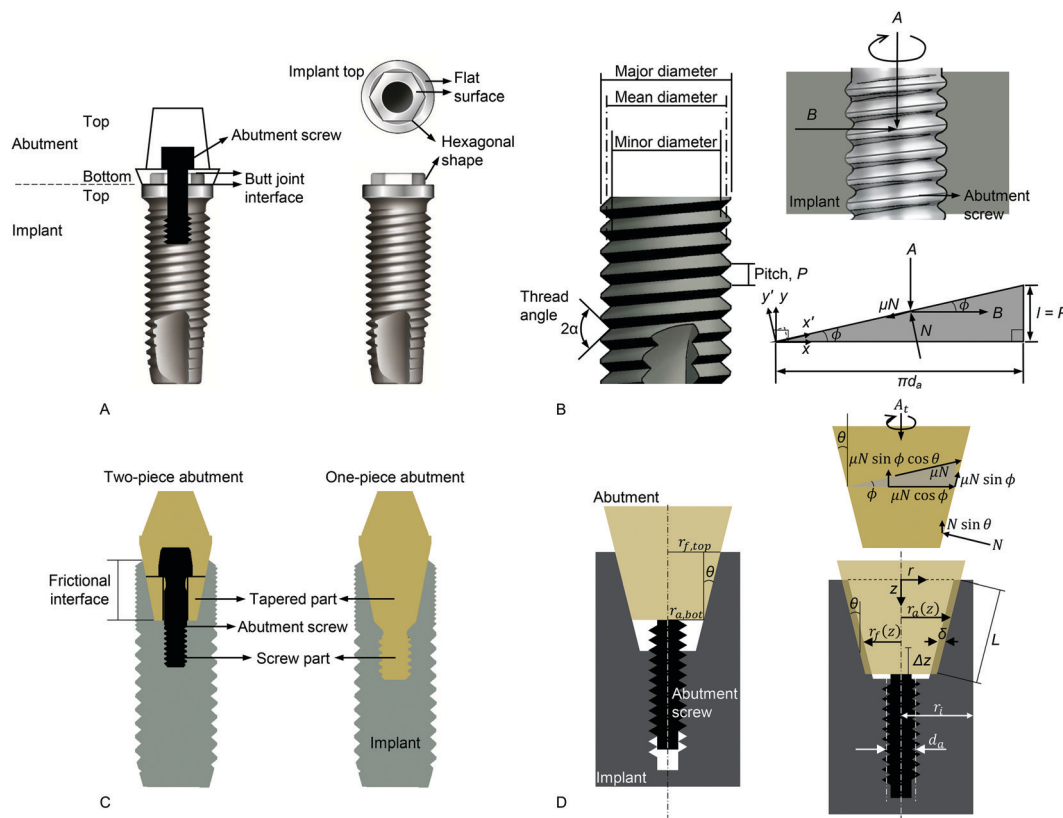 Implant top
Flat
surface
Top
Abutment
Abutment screw
Hexagonal
shape
Bottom
Butt joint
interface
Top
Implant
A
Major diameter
Mean diameter
Minor diameter
Pitch, P
Thread
angle
2α
A
B
Implant
Abutment
screw
A
y′ y
μN
ϕ
B
l = P
x′
ϕ
N
x
πdₐ
B
Two-piece abutment
One-piece abutment
Frictional
interface
Tapered part
Abutment screw
Screw part
Implant
C
Abutment
r_{f,top}
θ
r_{a,bot}
Abutment
screw
Implant
A_t
θ
μN sin ϕ cos θ
μN
μN sin ϕ
ϕ
μN cos ϕ
N sin θ
N
r
z
θ
r_a(z)
r_f(z)
δ
L
Δz
r_i
d_a
D